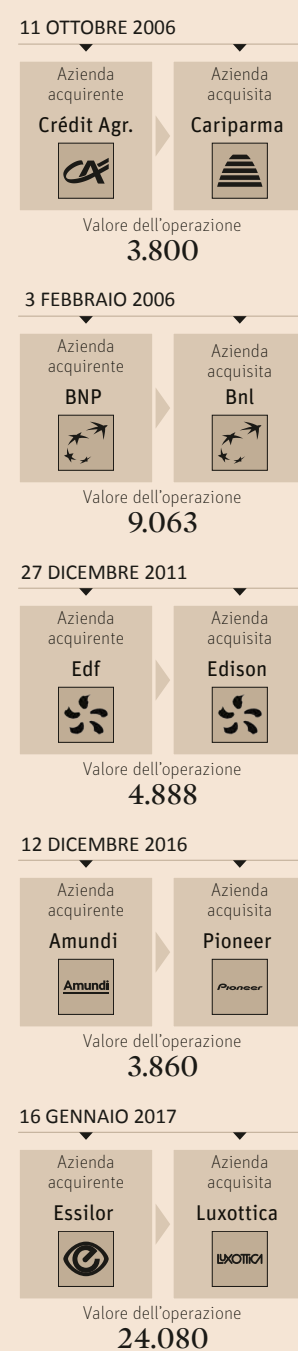 11 OTTOBRE 2006
Azienda acquirente
Crédit Agr.
CA
Azienda acquisita
Cariparma
Valore dell'operazione
3.800
3 FEBBRAIO 2006
Azienda acquirente
BNP
Azienda acquisita
Bnl
Valore dell'operazione
9.063
27 DICEMBRE 2011
Azienda acquirente
Edf
Azienda acquisita
Edison
Valore dell'operazione
4.888
12 DICEMBRE 2016
Azienda acquirente
Amundi
Amundi
Azienda acquisita
Pioneer
Pioneer
Valore dell'operazione
3.860
16 GENNAIO 2017
Azienda acquirente
Essilor
e
Azienda acquisita
Luxottica
LUXOTTICA
Valore dell'operazione
24.080